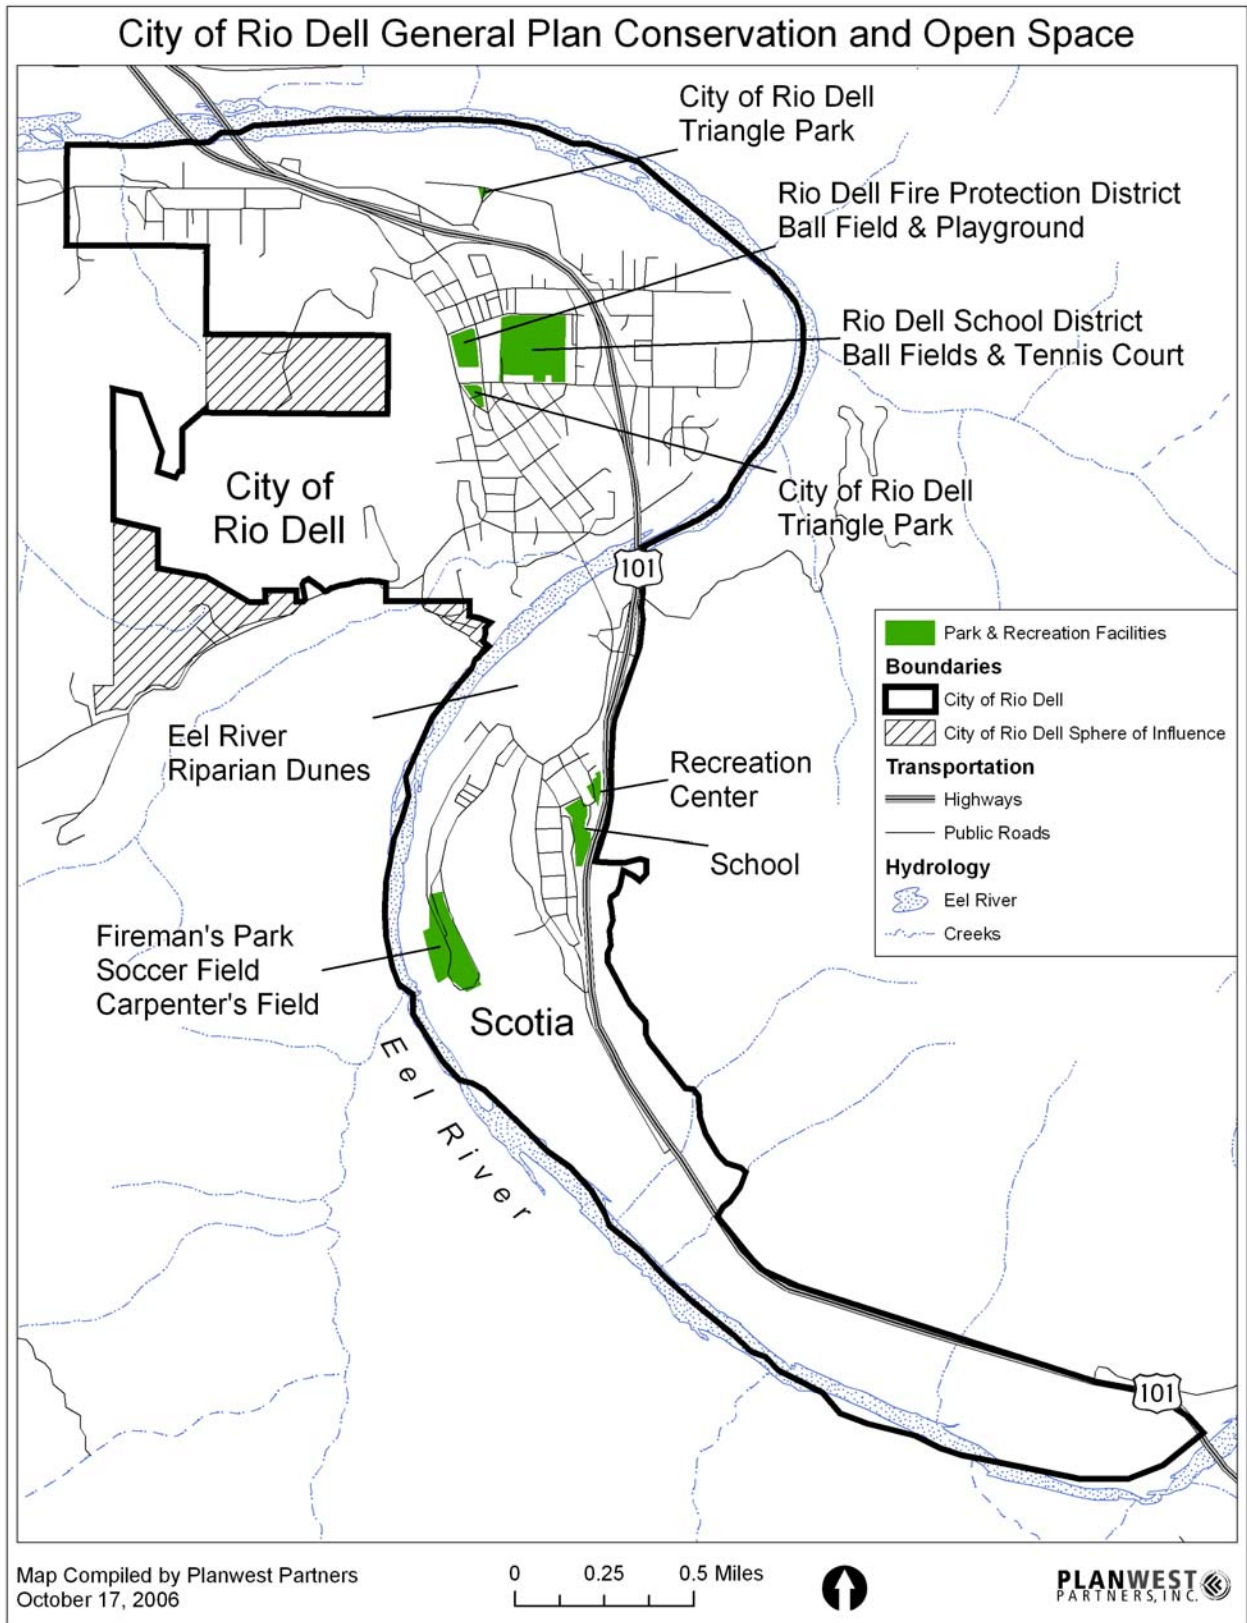 City of Rio Dell General Plan Conservation and Open Space
City of Rio Dell
Triangle Park
Rio Dell Fire Protection District
Ball Field & Playground
Rio Dell School District
Ball Fields & Tennis Court
City of
Rio Dell
City of Rio Dell
Triangle Park
101
Park & Recreation Facilities
Boundaries
City of Rio Dell
City of Rio Dell Sphere of Influence
Transportation
Highways
Public Roads
Hydrology
Eel River
Creeks
Eel River
Riparian Dunes
Recreation
Center
School
Fireman's Park
Soccer Field
Carpenter's Field
Scotia
Eel River
101
Map Compiled by Planwest Partners
October 17, 2006
0 0.25 0.5 Miles
PLANWEST
PARTNERS, INC.